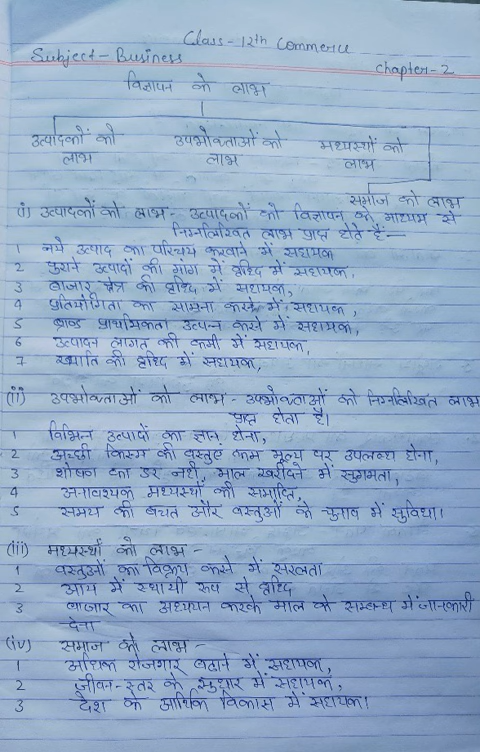 Class - 12th Commerce
Subject - Business
Chapter - 2
विज्ञापन के लाभ
उत्पादकों को लाभ
उपभोक्ताओं को लाभ
मध्यस्थों को लाभ
समाज को लाभ
i) उत्पादकों को लाभ - उत्पादकों को विज्ञापन के माध्यम से
निम्नलिखित लाभ प्राप्त होते हैं -
1 नये उत्पाद का परिचय करवाने में सहायक
2 पुराने उत्पादों की मांग में वृद्धि में सहायक,
3 बाजार क्षेत्र की वृद्धि में सहायक,
4 प्रतियोगिता का सामना करने में सहायक,
5 ब्राण्ड प्राथमिकता उत्पन्न करने में सहायक,
6 उत्पादन लागत की कमी में सहायक,
7 ख्याति की वृद्धि में सहायक,
(ii) उपभोक्ताओं को लाभ - उपभोक्ताओं को निम्नलिखित लाभ
प्राप्त होता है।
1 विभिन्न उत्पादों का ज्ञान होना,
2 अच्छी किस्म की वस्तुएं कम मूल्य पर उपलब्ध होना,
3 शोषण का डर नहीं, माल खरीदने में सुगमता,
4 अनावश्यक मध्यस्थों की समाप्ति,
5 समय की बचत और वस्तुओं के चुनाव में सुविधा।
(iii) मध्यस्थों को लाभ -
1 वस्तुओं का विक्रय करने में सरलता
2 आय में स्थायी रूप से वृद्धि
3 बाजार का अध्ययन करके माल के सम्बन्ध में जानकारी
देना
(iv) समाज को लाभ -
1 अधिक रोजगार बढ़ाने में सहायक,
2 जीवन-स्तर के सुधार में सहायक,
3 देश के आर्थिक विकास में सहायक।